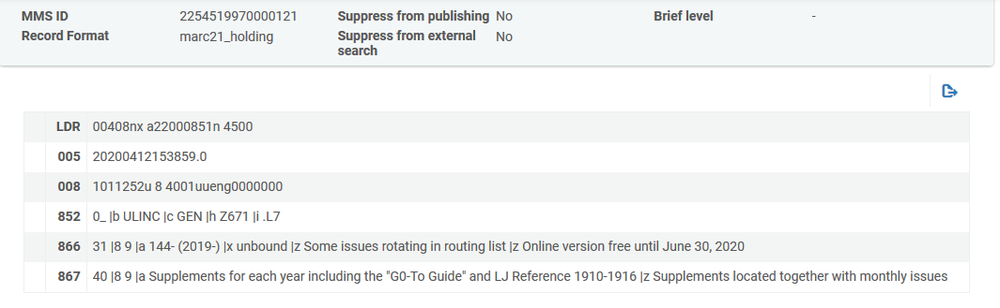 MMS ID 2254519970000121 Suppress from publishing No Brief level -
Record Format marc21_holding Suppress from external search No
LDR 00408nx a22000851n 4500
005 20200412153859.0
008 1011252u 8 4001uueng0000000
852 0_ |b ULINC |c GEN |h Z671 |i .L7
866 31 |8 9 |a 144- (2019-) |x unbound |z Some issues rotating in routing list |z Online version free until June 30, 2020
867 40 |8 9 |a Supplements for each year including the "G0-To Guide" and LJ Reference 1910-1916 |z Supplements located together with monthly issues